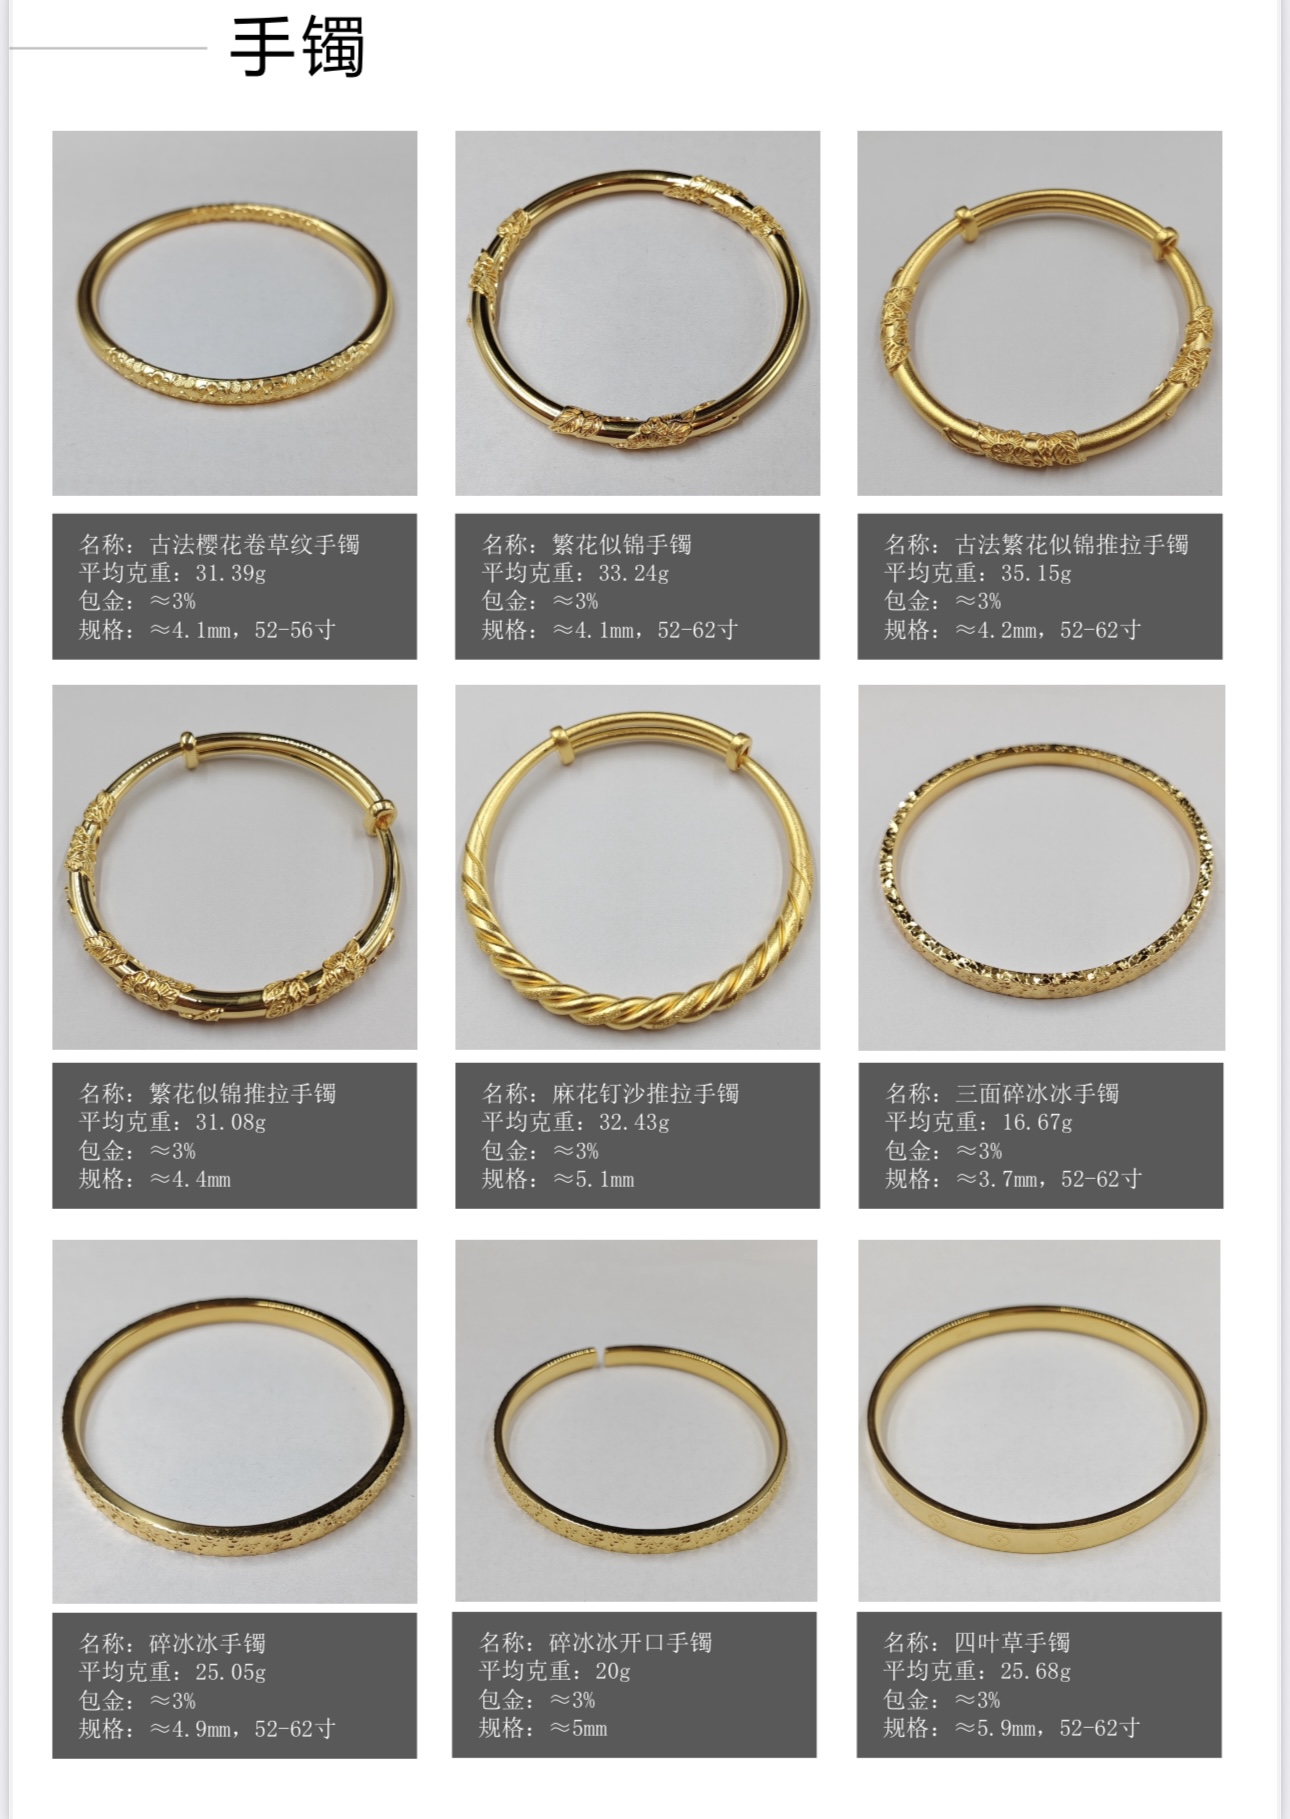 手镯
名称：古法樱花卷草纹手镯
平均克重：31.39g
包金：≈3%
规格：≈4.1mm，52-56寸
名称：繁花似锦手镯
平均克重：33.24g
包金：≈3%
规格：≈4.1mm，52-62寸
名称：古法繁花似锦推拉手镯
平均克重：35.15g
包金：≈3%
规格：≈4.2mm，52-62寸
名称：繁花似锦推拉手镯
平均克重：31.08g
包金：≈3%
规格：≈4.4mm
名称：麻花钉沙推拉手镯
平均克重：32.43g
包金：≈3%
规格：≈5.1mm
名称：三面碎冰冰手镯
平均克重：16.67g
包金：≈3%
规格：≈3.7mm，52-62寸
名称：碎冰冰手镯
平均克重：25.05g
包金：≈3%
规格：≈4.9mm，52-62寸
名称：碎冰冰开口手镯
平均克重：20g
包金：≈3%
规格：≈5mm
名称：四叶草手镯
平均克重：25.68g
包金：≈3%
规格：≈5.9mm，52-62寸